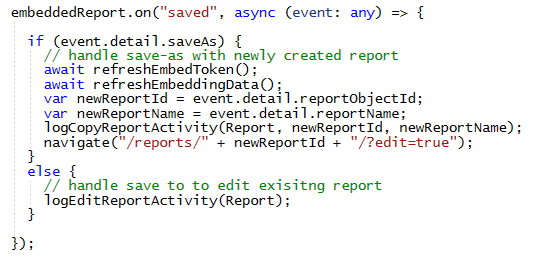 embeddedReport.on("saved", async (event: any) => {
if (event.detail.saveAs) {
// handle save-as with newly created report
await refreshEmbedToken();
await refreshEmbeddingData();
var newReportId = event.detail.reportObjectId;
var newReportName = event.detail.reportName;
logCopyReportActivity(Report, newReportId, newReportName);
navigate("/reports/" + newReportId + "/?edit=true");
}
else {
// handle save to to edit exisitng report
logEditReportActivity(Report);
}
});